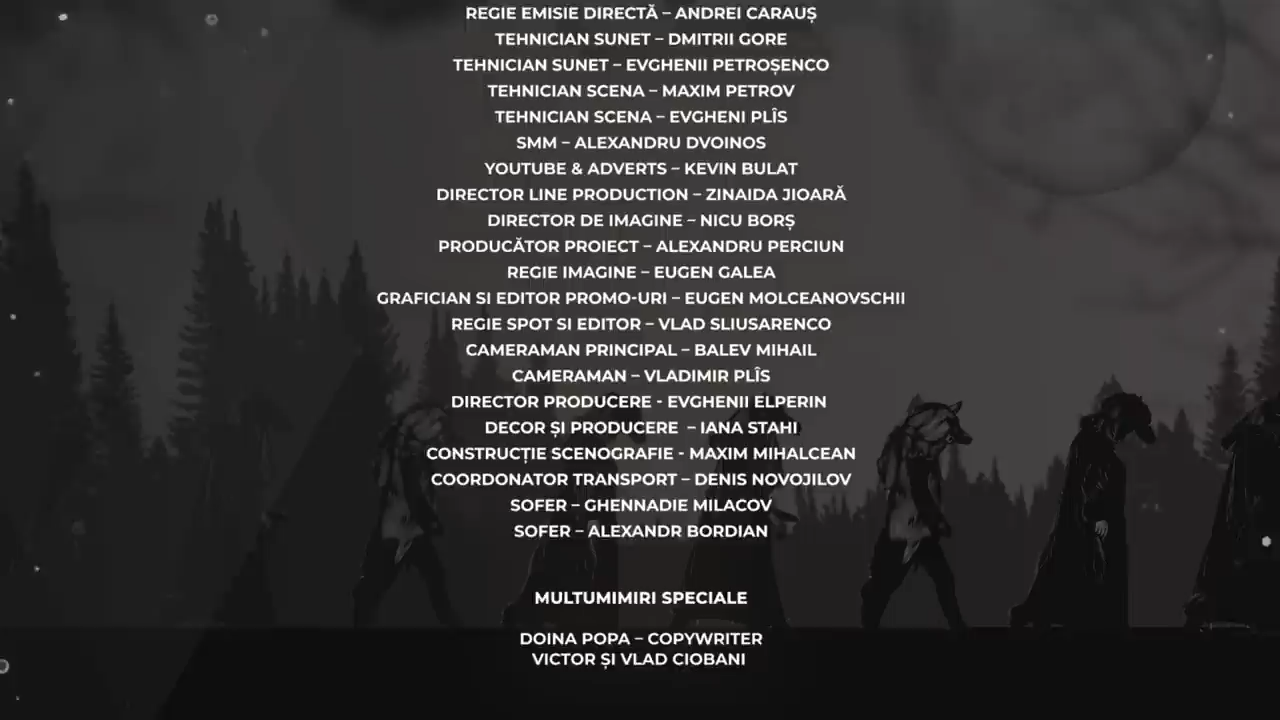 REGIE EMISIE DIRECTĂ – ANDREI CARAUȘ
TEHNICIAN SUNET – DMITRII GORE
TEHNICIAN SUNET – EVGHENII PETROȘENCO
TEHNICIAN SCENA – MAXIM PETROV
TEHNICIAN SCENA – EVGHENI PLÎS
SMM – ALEXANDRU DVOINOS
YOUTUBE & ADVERTS – KEVIN BULAT
DIRECTOR LINE PRODUCTION – ZINAIDA JIOARĂ
DIRECTOR DE IMAGINE – NICU BORȘ
PRODUCĂTOR PROIECT – ALEXANDRU PERCIUN
REGIE IMAGINE – EUGEN GALEA
GRAFICIAN SI EDITOR PROMO-URI – EUGEN MOLCEANOVSCHII
REGIE SPOT SI EDITOR – VLAD SLIUSARENCO
CAMERAMAN PRINCIPAL – BALEV MIHAIL
CAMERAMAN – VLADIMIR PLÎS
DIRECTOR PRODUCERE - EVGHENII ELPERIN
DECOR ȘI PRODUCERE – IANA STAHI
CONSTRUCȚIE SCENOGRAFIE - MAXIM MIHALCEAN
COORDONATOR TRANSPORT – DENIS NOVOJILOV
SOFER – GHENNADIE MILACOV
SOFER – ALEXANDR BORDIAN
MULTUMIMIRI SPECIALE
DOINA POPA – COPYWRITER
VICTOR ȘI VLAD CIOBANI